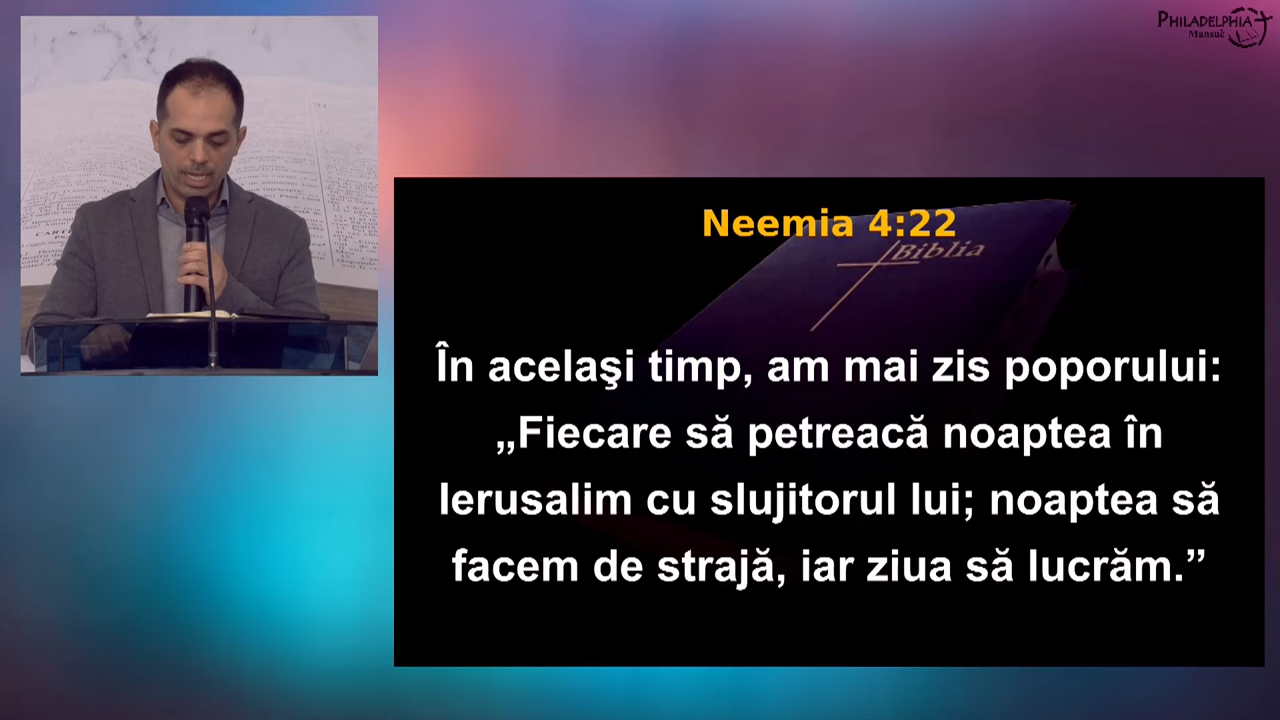 PHILADELPHIA
Mansuè
Neemia 4:22
Biblia
În acelaşi timp, am mai zis poporului:
„Fiecare să petreacă noaptea în
Ierusalim cu slujitorul lui; noaptea să
facem de strajă, iar ziua să lucrăm.”